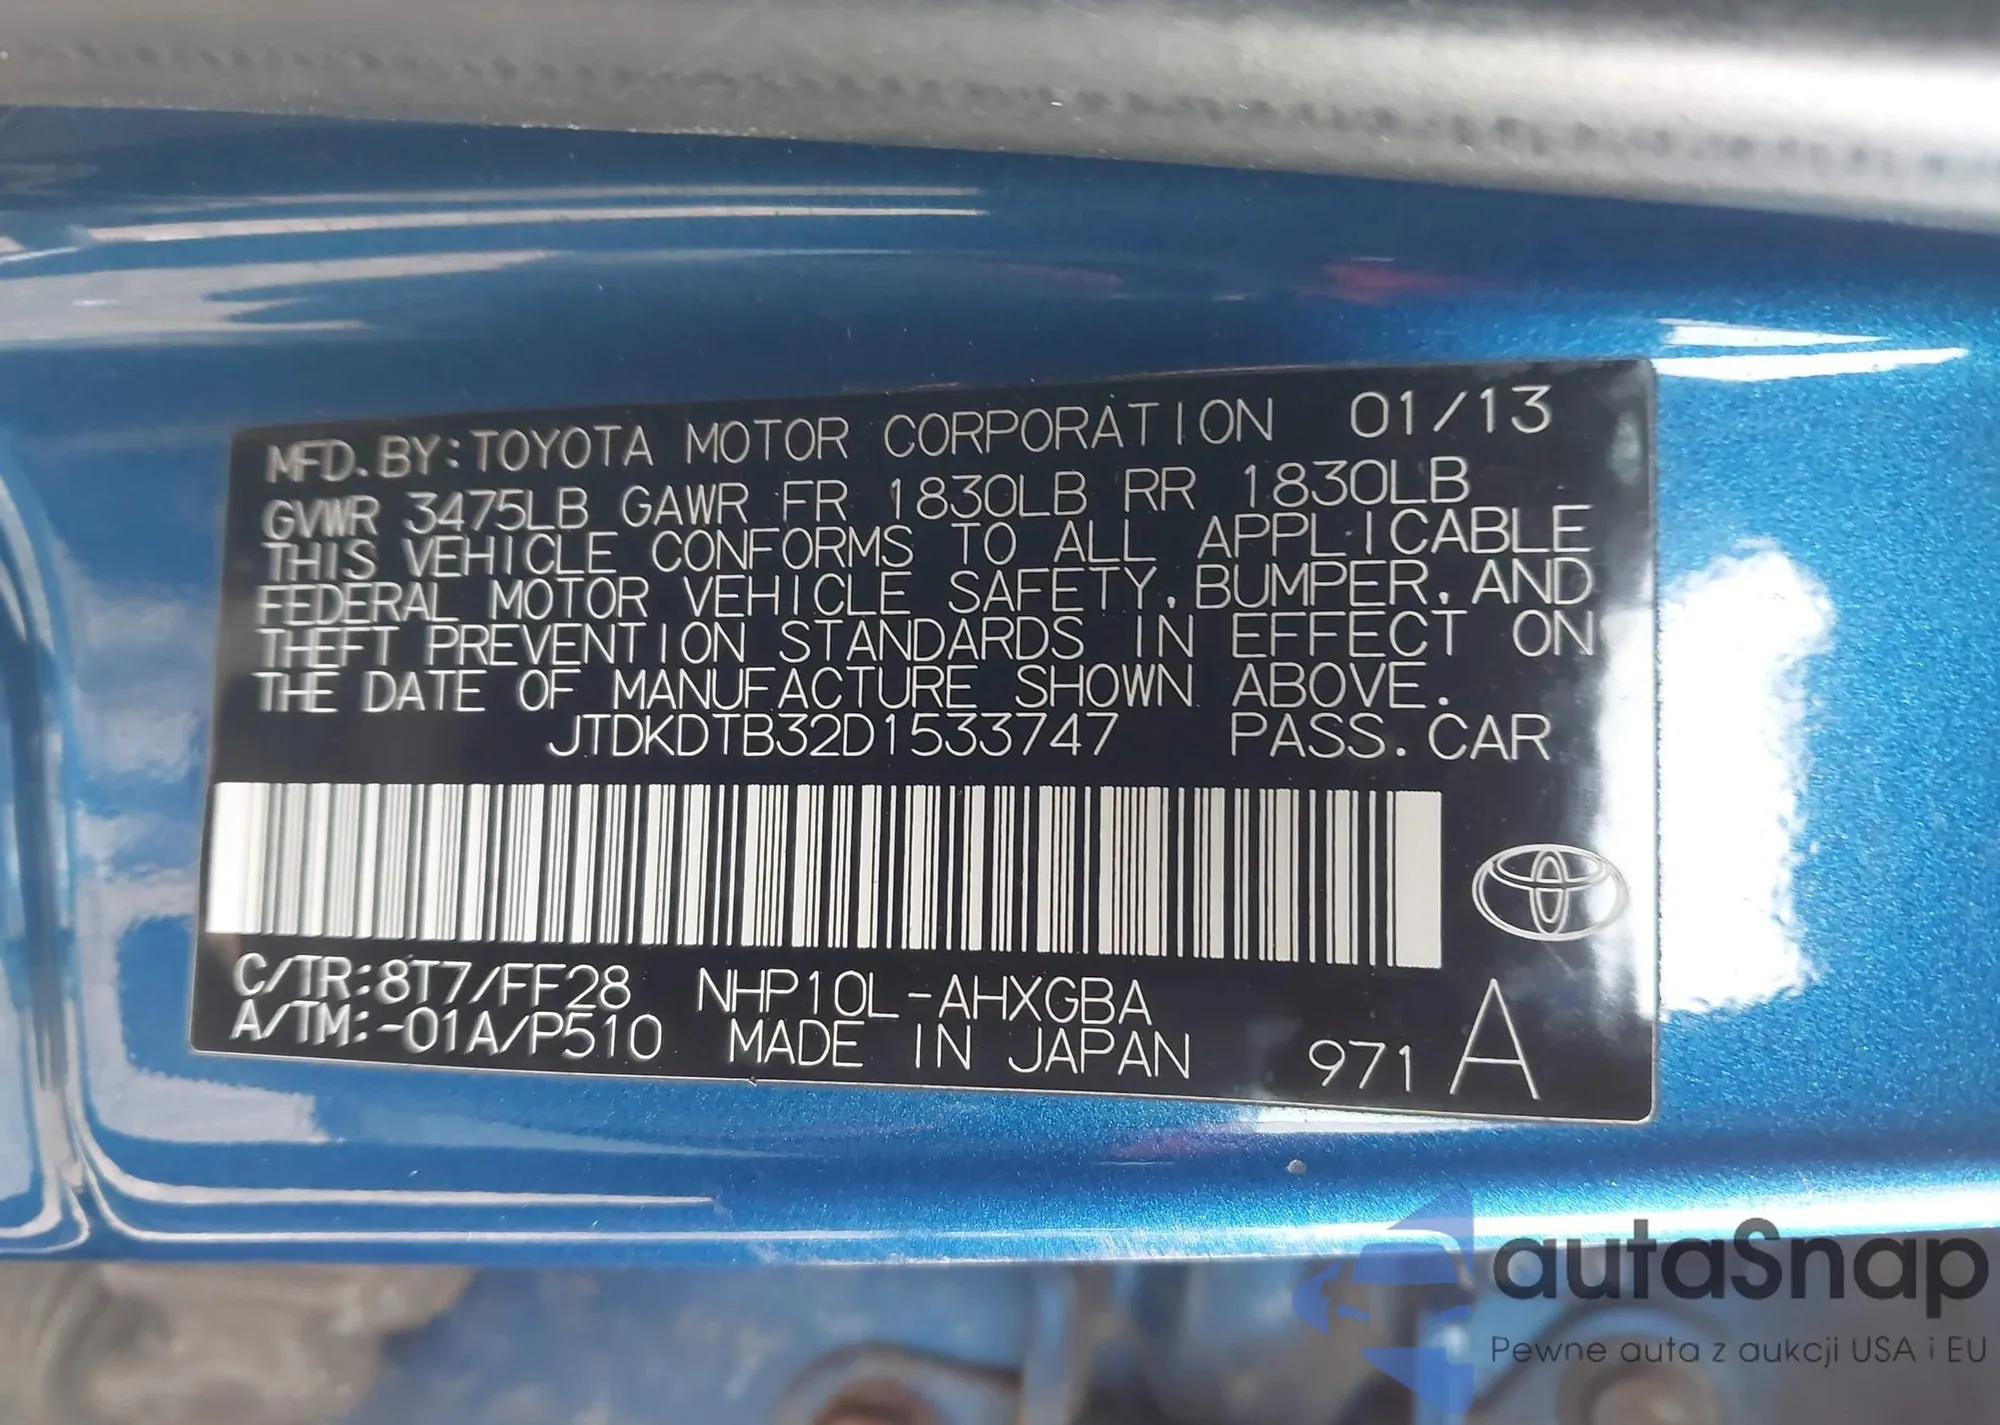 MFD. BY: TOYOTA MOTOR CORPORATION 01/13
GVWR 3475LB GAWR FR 1830LB RR 1830LB
THIS VEHICLE CONFORMS TO ALL APPLICABLE
FEDERAL MOTOR VEHICLE SAFETY, BUMPER, AND
THEFT PREVENTION STANDARDS IN EFFECT ON
THE DATE OF MANUFACTURE SHOWN ABOVE.
JTDKDTB32D1533747 PASS. CAR
C/TR: 8T7/FF28 NHP10L-AHXGBA
A/TM: -01A/P510 MADE IN JAPAN 971 A
autaSnap
Pewne auta z aukcji USA i EU